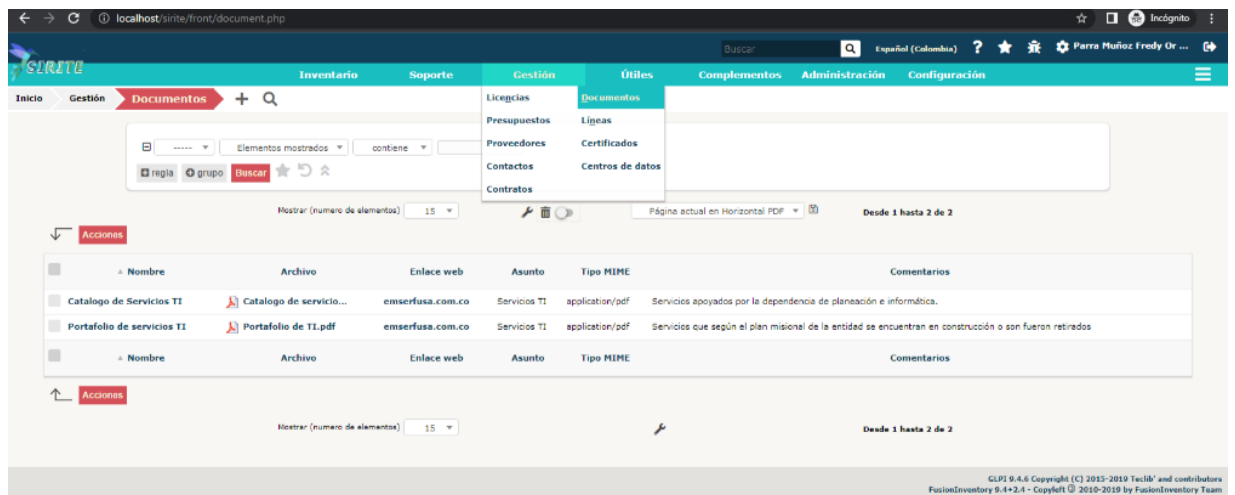 localhost/sirite/front/document.php
Incógnito
SIRITE
Buscar
Español (Colombia) ? Parra Muñoz Fredy Or ...
Inventario Soporte Gestión Útiles Complementos Administración Configuración
Inicio Gestión Documentos +
Licencias Documentos
Presupuestos Líneas
Proveedores Certificados
Contactos Centros de datos
Contratos
----- Elementos mostrados contiene
regla grupo Buscar
Mostrar (numero de elementos) 15 Página actual en Horizontal PDF Desde 1 hasta 2 de 2
Acciones
Nombre Archivo Enlace web Asunto Tipo MIME Comentarios
Catalogo de Servicios TI Catalogo de servicio... emserfusa.com.co Servicios TI application/pdf Servicios apoyados por la dependencia de planeación e informática.
Portafolio de servicios TI Portafolio de TI.pdf emserfusa.com.co Servicios TI application/pdf Servicios que según el plan misional de la entidad se encuentran en construcción o son fueron retirados
Nombre Archivo Enlace web Asunto Tipo MIME Comentarios
Acciones
Mostrar (numero de elementos) 15 Desde 1 hasta 2 de 2
GLPI 9.4.6 Copyright (C) 2015-2019 Teclib' and contributors
FusionInventory 9.4+2.4 - Copyleft 🄯 2010-2019 by FusionInventory Team